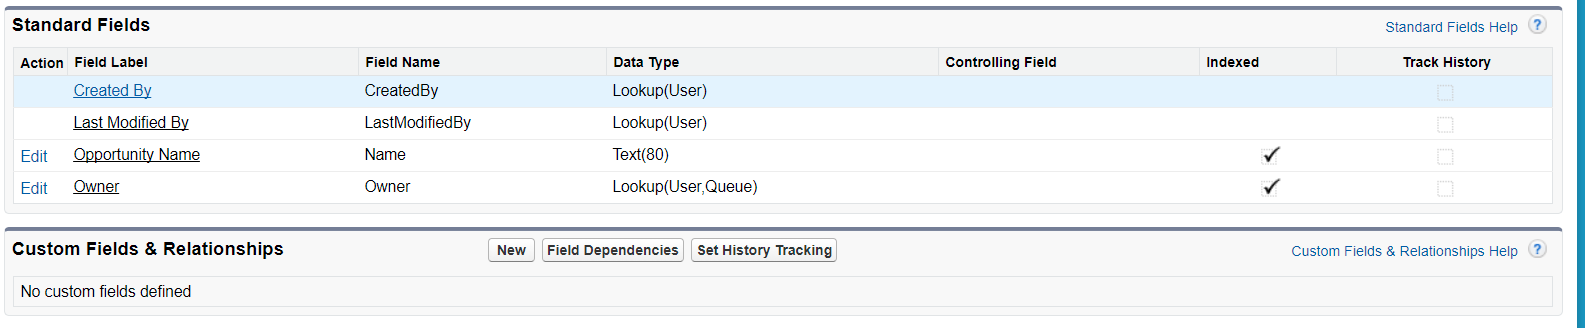 Standard Fields Standard Fields Help ?
Action Field Label Field Name Data Type Controlling Field Indexed Track History
Created By CreatedBy Lookup(User)
Last Modified By LastModifiedBy Lookup(User)
Edit Opportunity Name Name Text(80)
Edit Owner Owner Lookup(User,Queue)
Custom Fields & Relationships New Field Dependencies Set History Tracking Custom Fields & Relationships Help ?
No custom fields defined